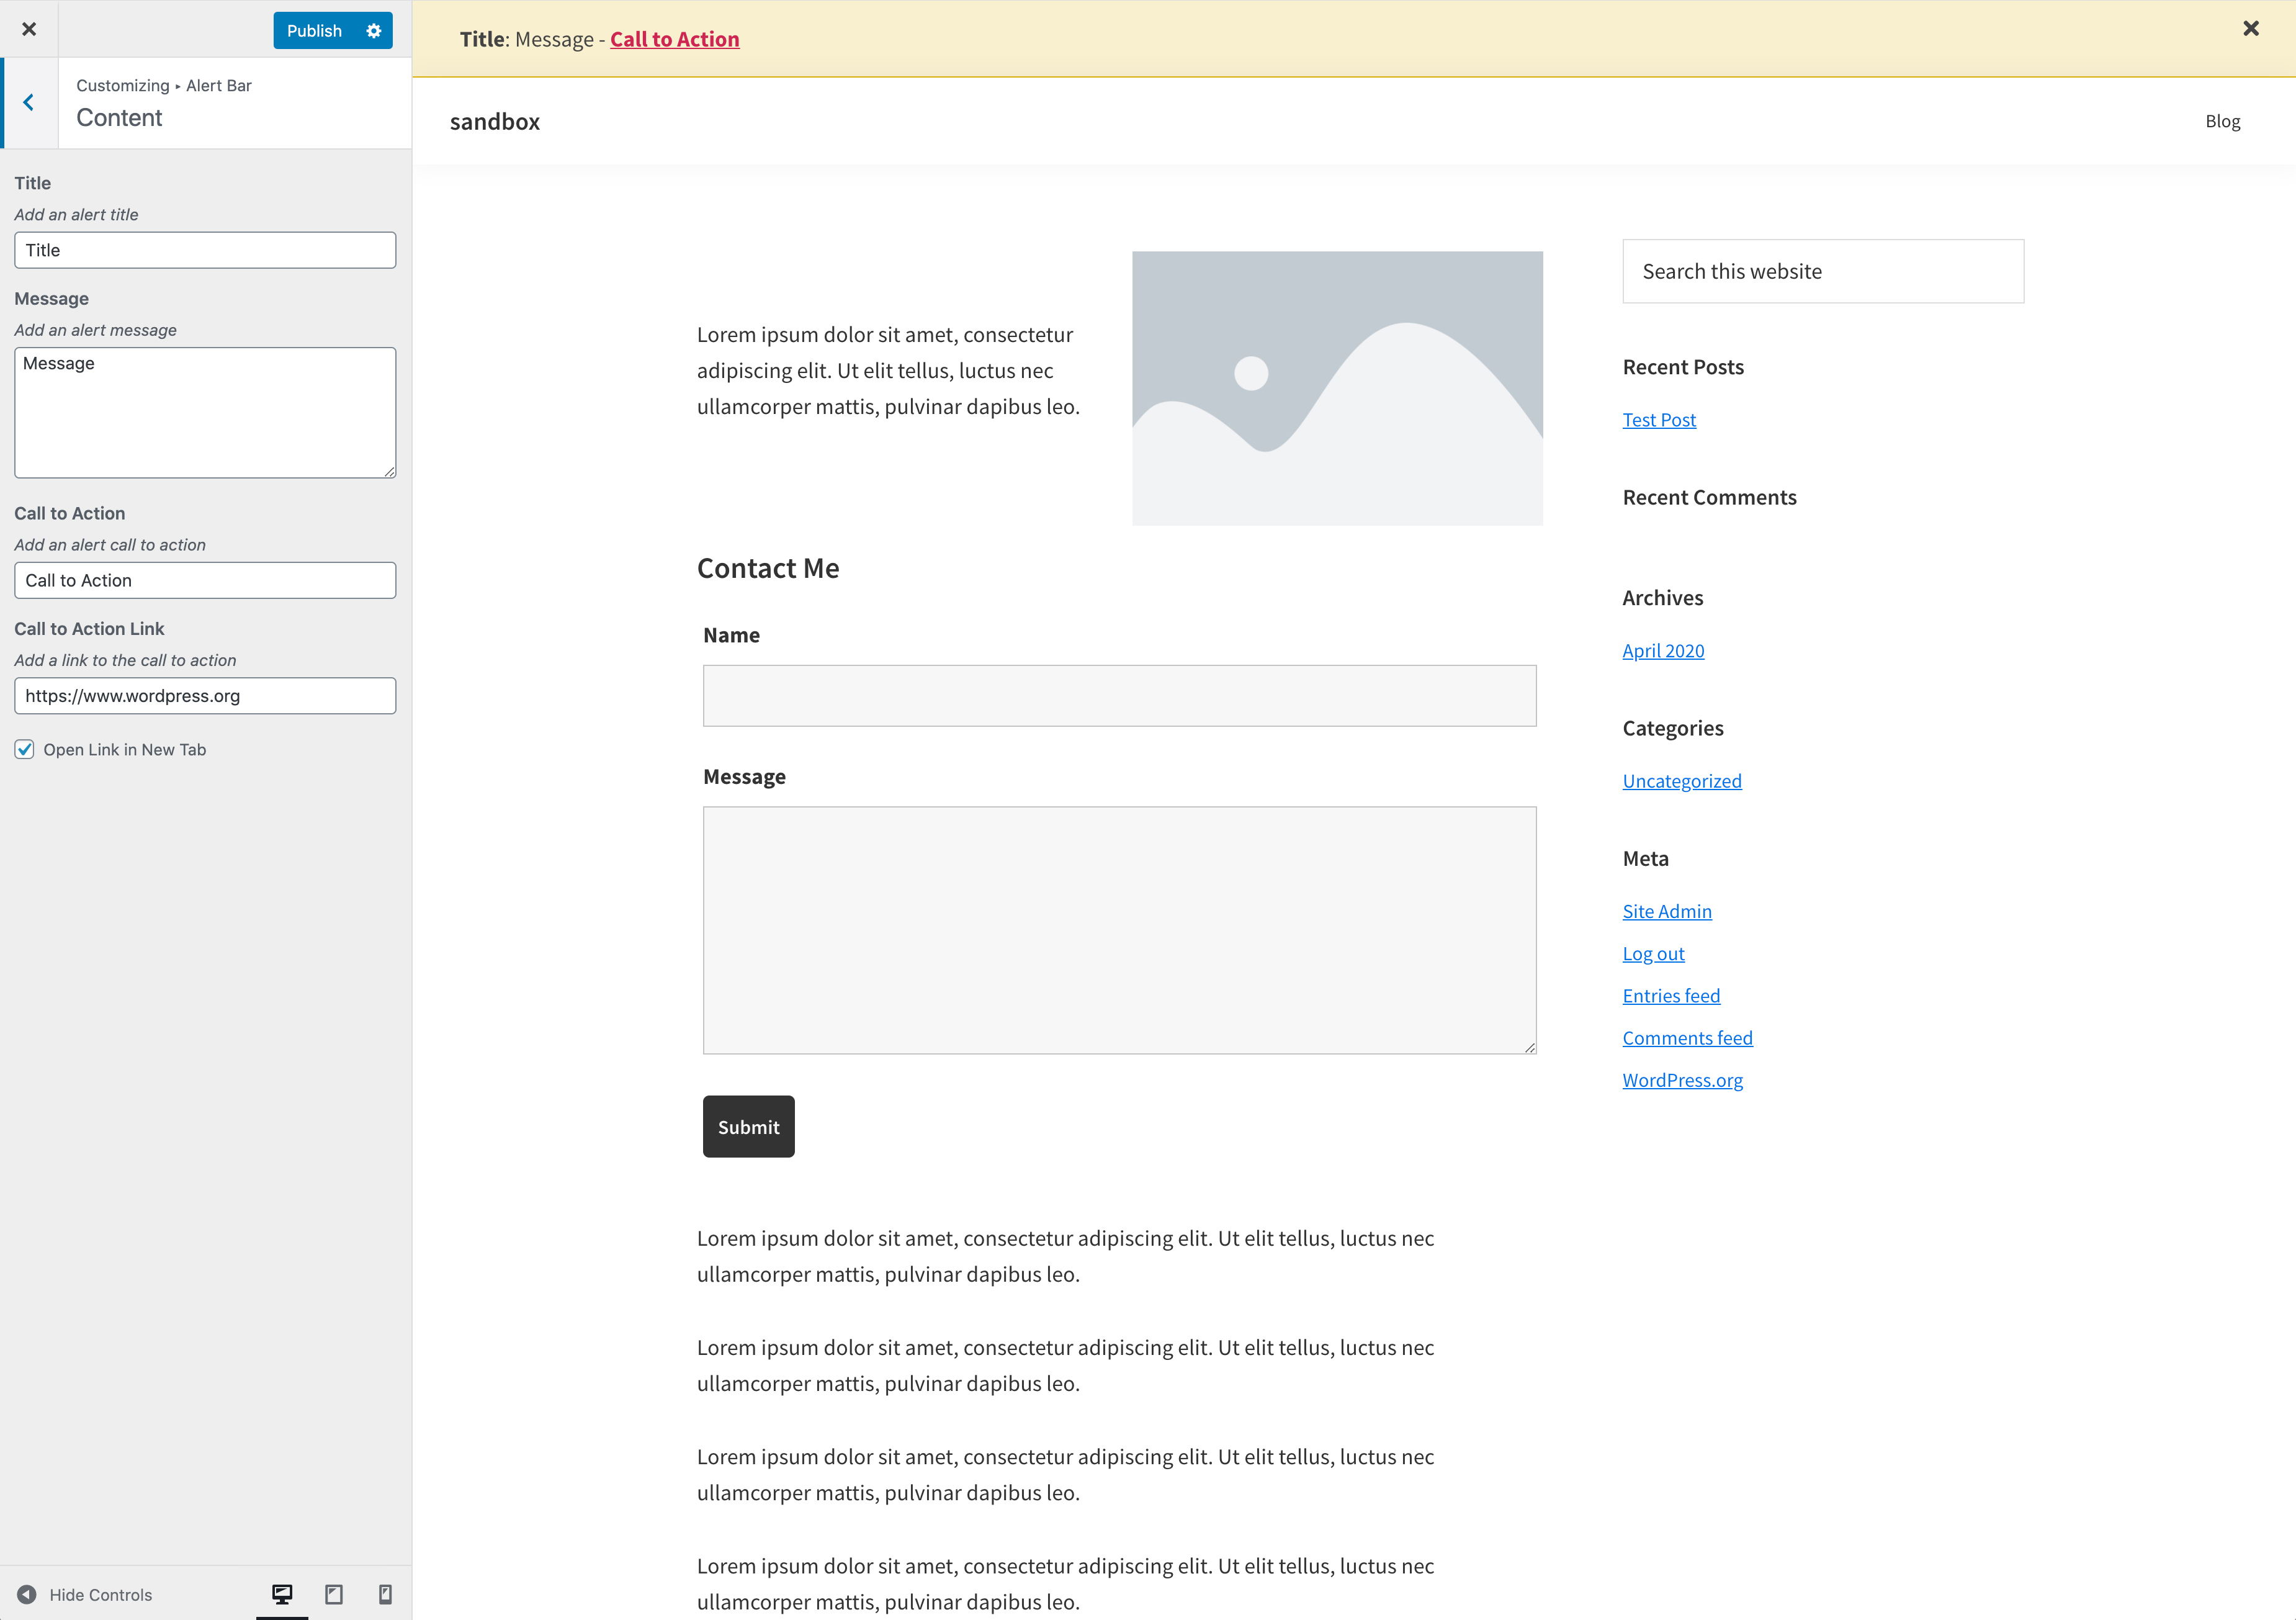 Publish
Customizing ▸ Alert Bar
Content
Title
Add an alert title
Title
Message
Add an alert message
Message
Call to Action
Add an alert call to action
Call to Action
Call to Action Link
Add a link to the call to action
https://www.wordpress.org
Open Link in New Tab
Hide Controls
Title: Message - Call to Action
sandbox
Blog
Lorem ipsum dolor sit amet, consectetur
adipiscing elit. Ut elit tellus, luctus nec
ullamcorper mattis, pulvinar dapibus leo.
Contact Me
Name
Message
Submit
Lorem ipsum dolor sit amet, consectetur adipiscing elit. Ut elit tellus, luctus nec
ullamcorper mattis, pulvinar dapibus leo.
Lorem ipsum dolor sit amet, consectetur adipiscing elit. Ut elit tellus, luctus nec
ullamcorper mattis, pulvinar dapibus leo.
Lorem ipsum dolor sit amet, consectetur adipiscing elit. Ut elit tellus, luctus nec
ullamcorper mattis, pulvinar dapibus leo.
Lorem ipsum dolor sit amet, consectetur adipiscing elit. Ut elit tellus, luctus nec
ullamcorper mattis, pulvinar dapibus leo.
Search this website
Recent Posts
Test Post
Recent Comments
Archives
April 2020
Categories
Uncategorized
Meta
Site Admin
Log out
Entries feed
Comments feed
WordPress.org